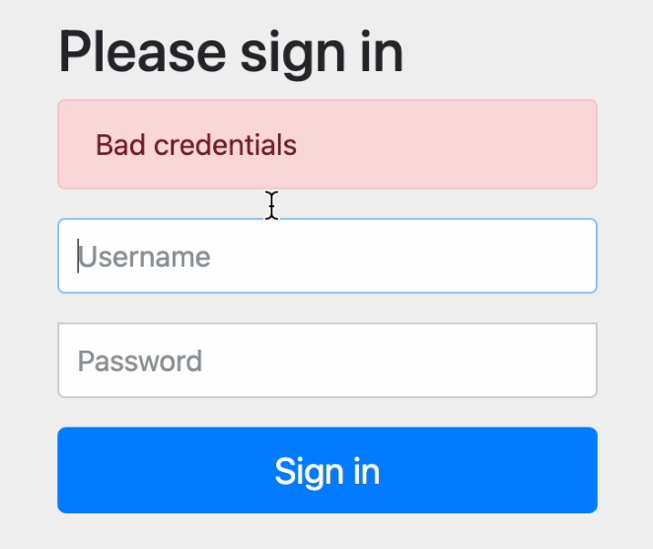 Please sign in
Bad credentials
Username
Password
Sign in